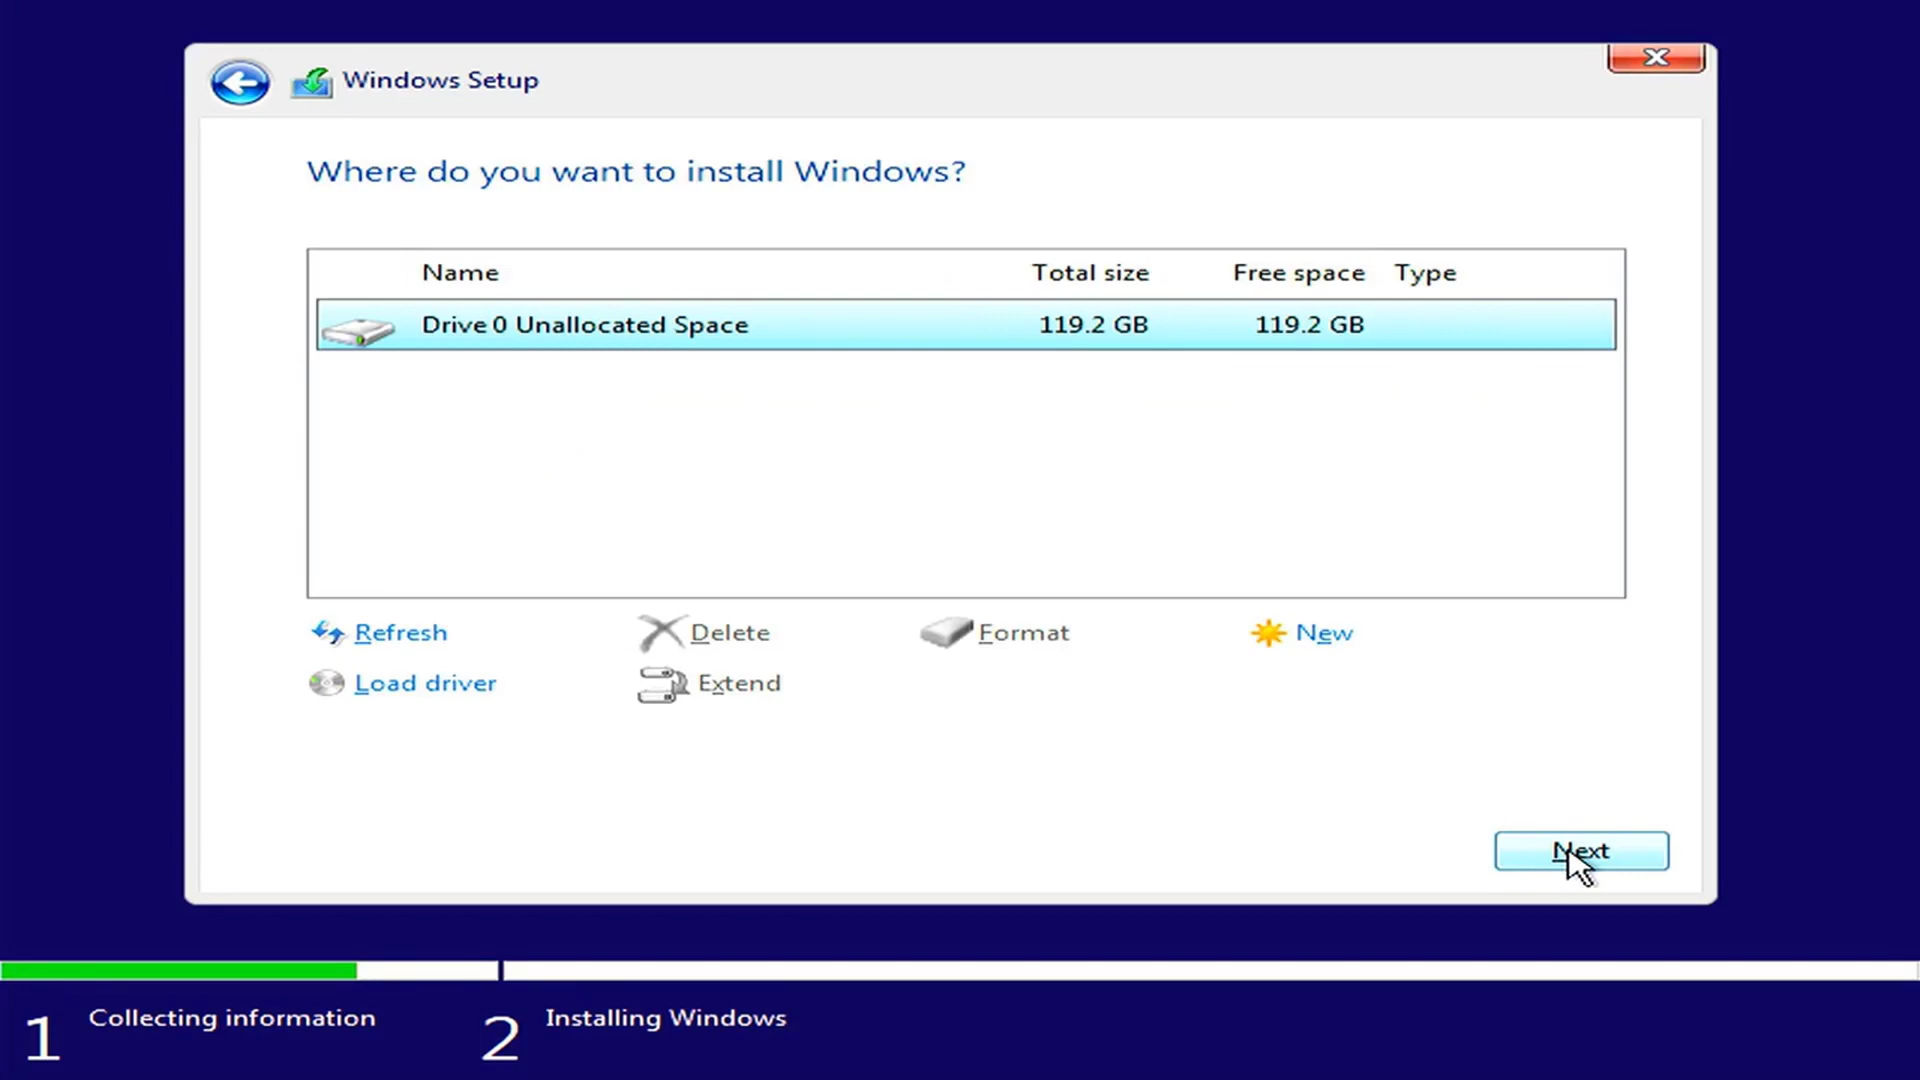 Windows Setup
Where do you want to install Windows?
Name Total size Free space Type
Drive 0 Unallocated Space 119.2 GB 119.2 GB
Refresh Delete Format New
Load driver Extend
Next
1 Collecting information 2 Installing Windows